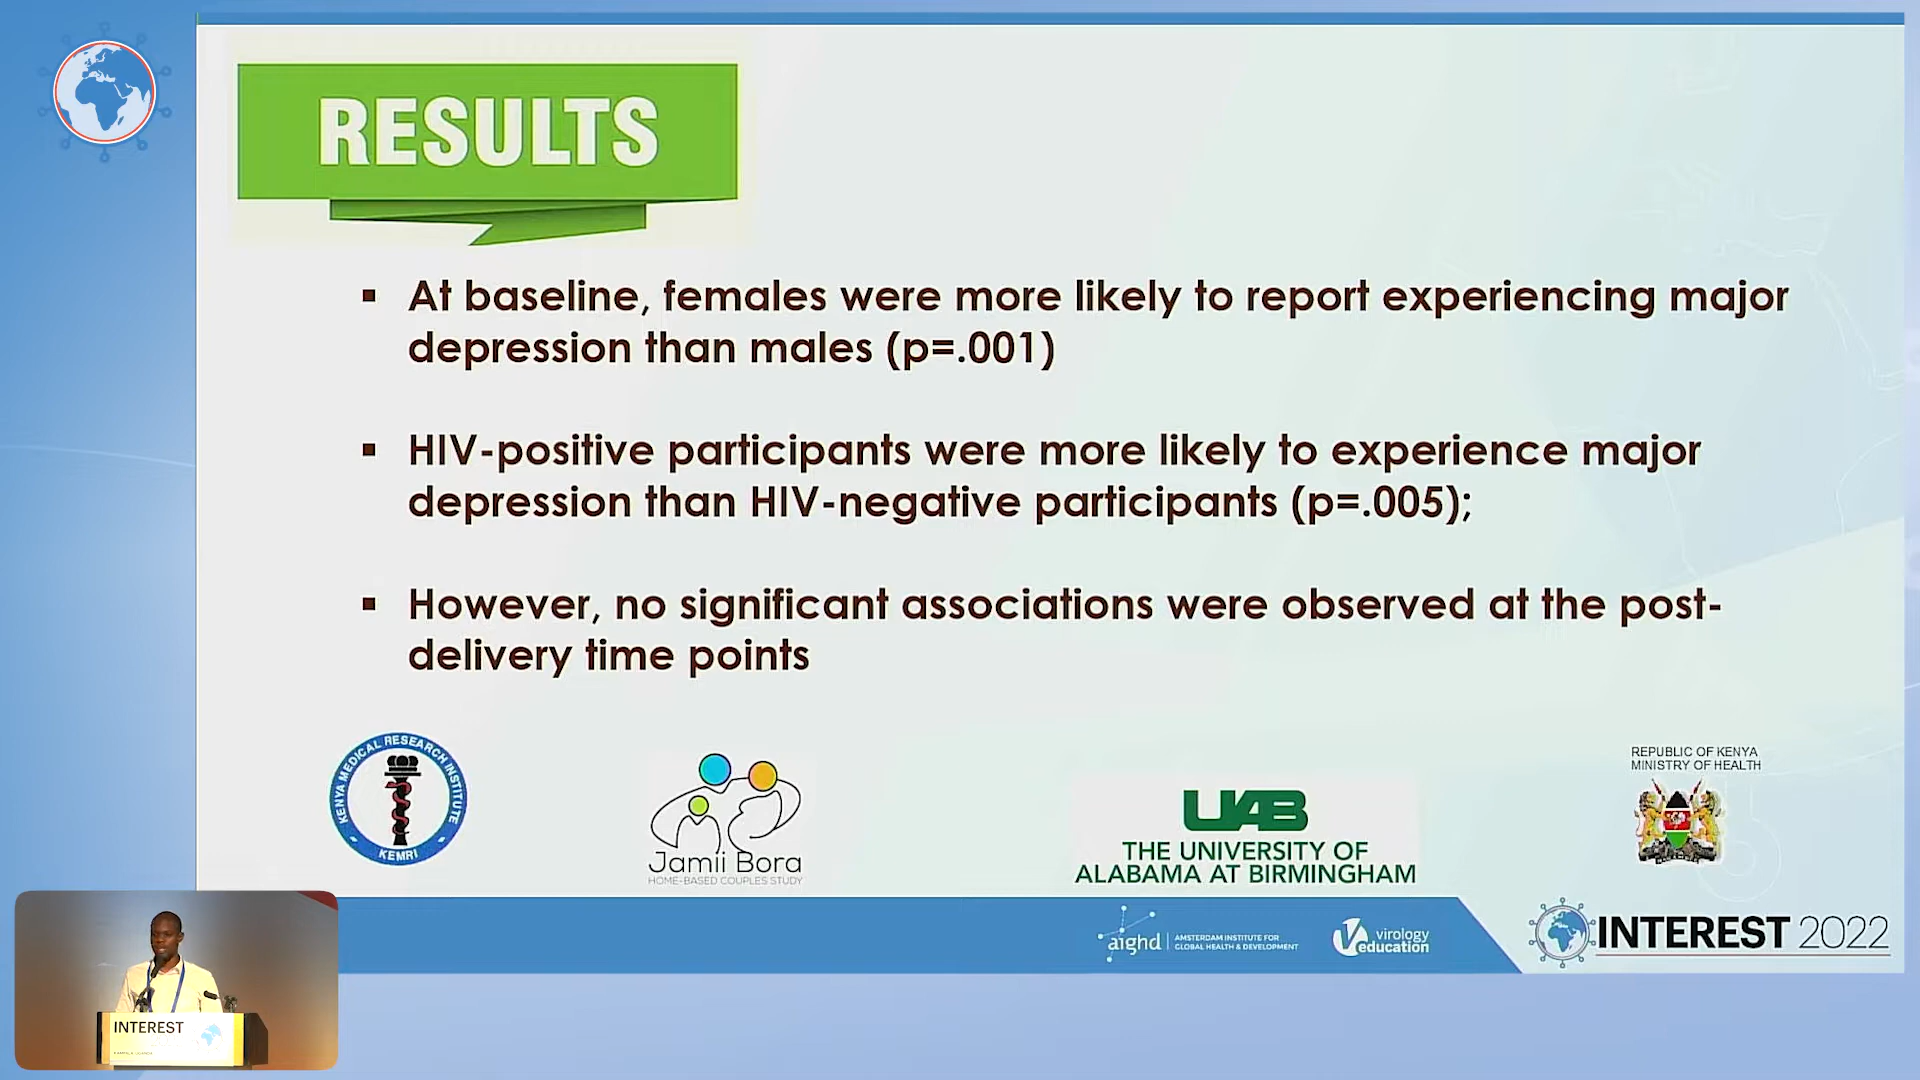 RESULTS
▪ At baseline, females were more likely to report experiencing major
depression than males (p=.001)
▪ HIV-positive participants were more likely to experience major
depression than HIV-negative participants (p=.005);
▪ However, no significant associations were observed at the post-
delivery time points
KENYA MEDICAL RESEARCH INSTITUTE
KEMRI
Jamii Bora
HOME-BASED COUPLES STUDY
UAB
THE UNIVERSITY OF
ALABAMA AT BIRMINGHAM
REPUBLIC OF KENYA
MINISTRY OF HEALTH
aighd
AMSTERDAM INSTITUTE FOR
GLOBAL HEALTH & DEVELOPMENT
virology
education
INTEREST 2022
INTEREST